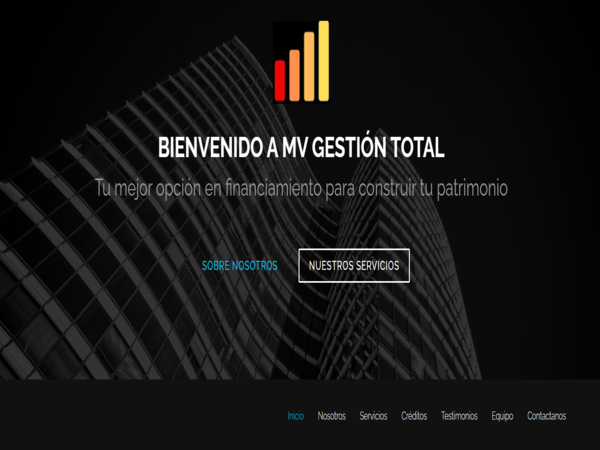 BIENVENIDO A MV GESTIÓN TOTAL
Tu mejor opción en financiamiento para construir tu patrimonio
SOBRE NOSOTROS NUESTROS SERVICIOS
Inicio Nosotros Servicios Créditos Testimonios Equipo Contactanos